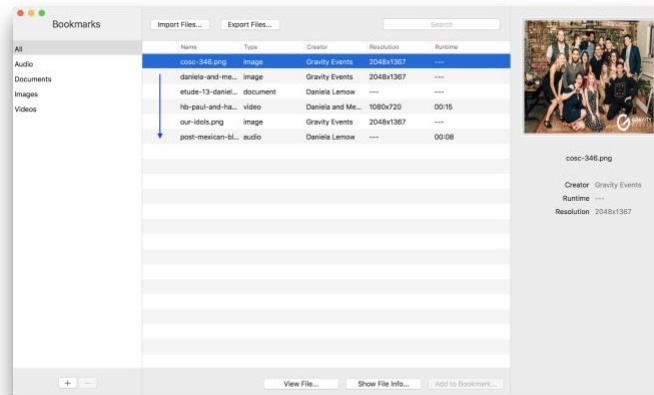 Bookmarks
Import Files... Export Files... Search
All
Audio
Documents
Images
Videos
Name Type Creator Resolution Runtime
cosc-346.png image Gravity Events 2048x1367 ---
daniela-and-me... image Gravity Events 2048x1367 ---
etude-13-daniel... document Daniela Lemow --- ---
hb-paul-and-ha... video Daniela and Me... 1080x720 00:15
our-idols.png image Gravity Events 2048x1367 ---
post-mexican-bl... audio Daniela Lemow --- 00:08
GRAVITY
cosc-346.png
Creator Gravity Events
Runtime ---
Resolution 2048x1367
+ −
View File... Show File Info... Add to Bookmark...